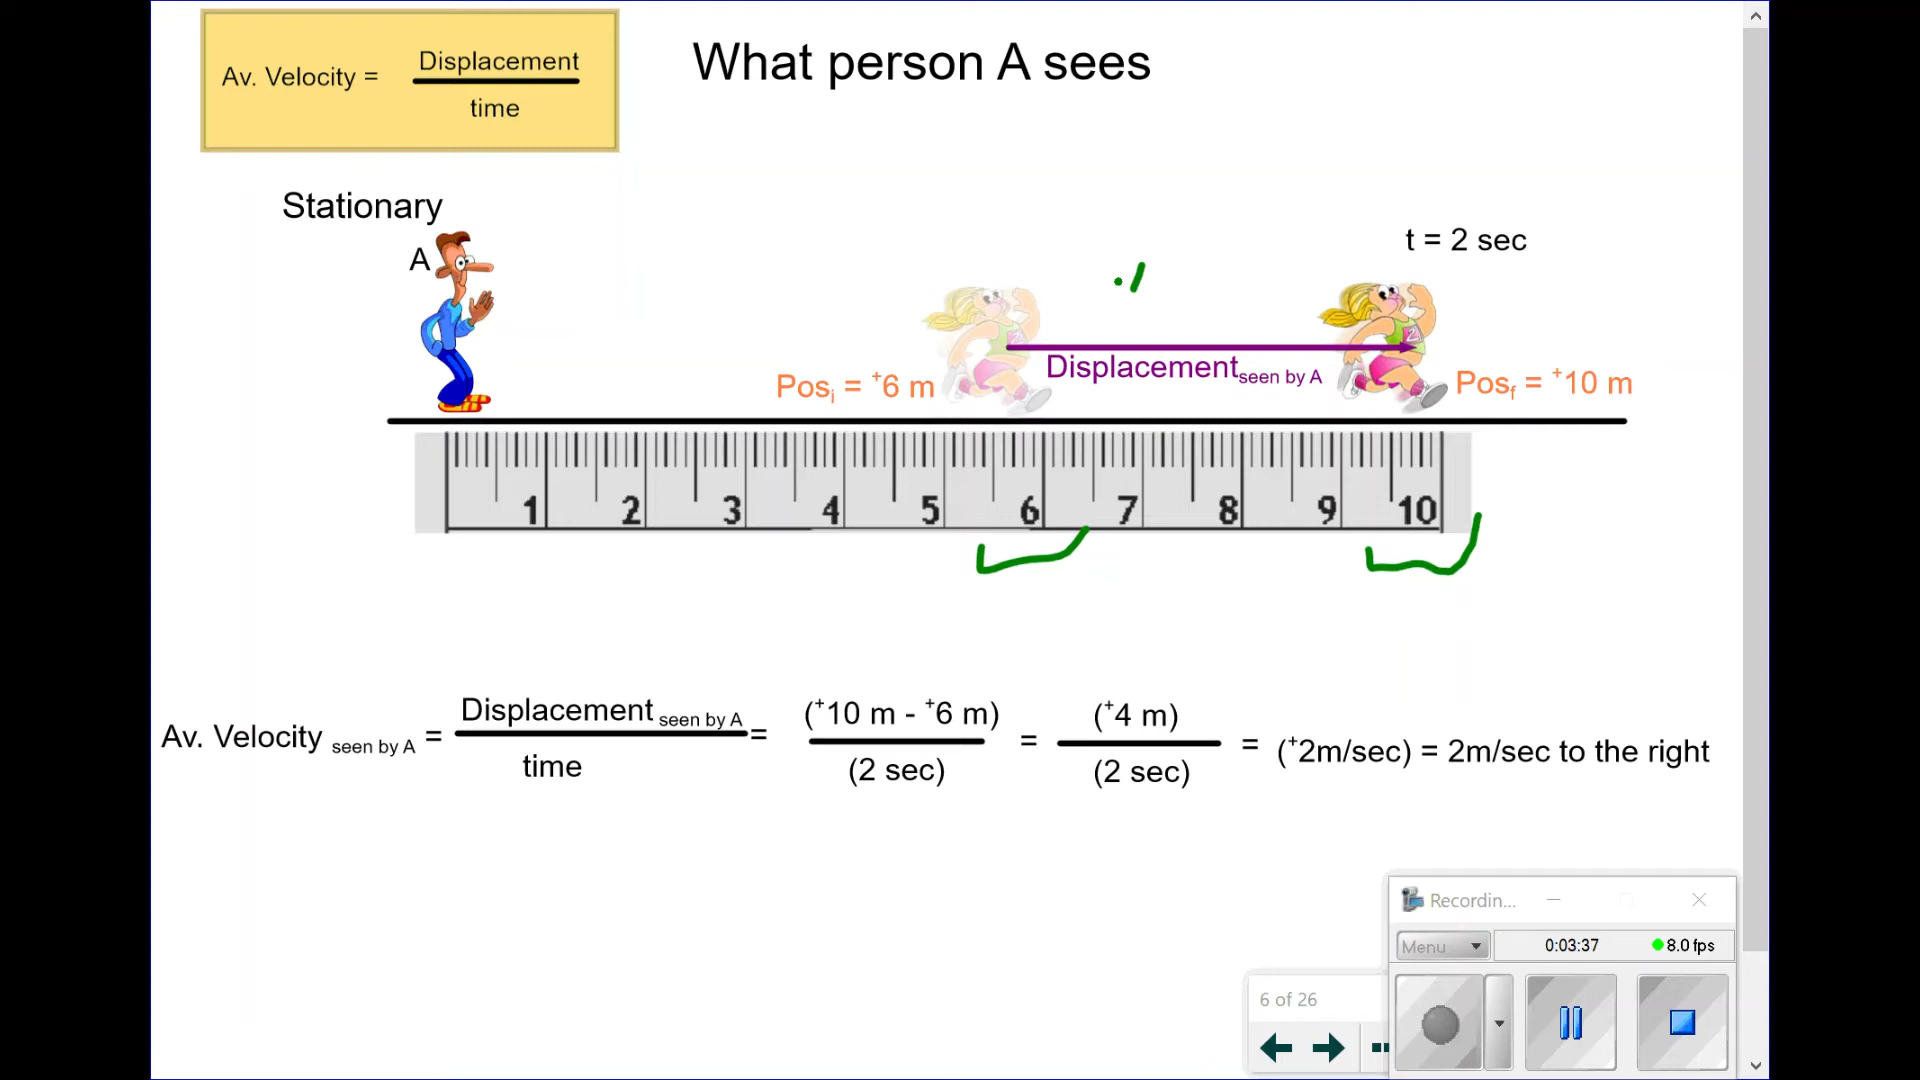 Av. Velocity = Displacement
time
What person A sees
Stationary
A
t = 2 sec
Posᵢ = ⁺6 m
Displacement seen by A
Pos_f = ⁺10 m
1 2 3 4 5 6 7 8 9 10
Av. Velocity seen by A = Displacement seen by A / time = (⁺10 m - ⁺6 m) / (2 sec) = (⁺4 m) / (2 sec) = (⁺2m/sec) = 2m/sec to the right
Recordin...
Menu 0:03:37 8.0 fps
6 of 26